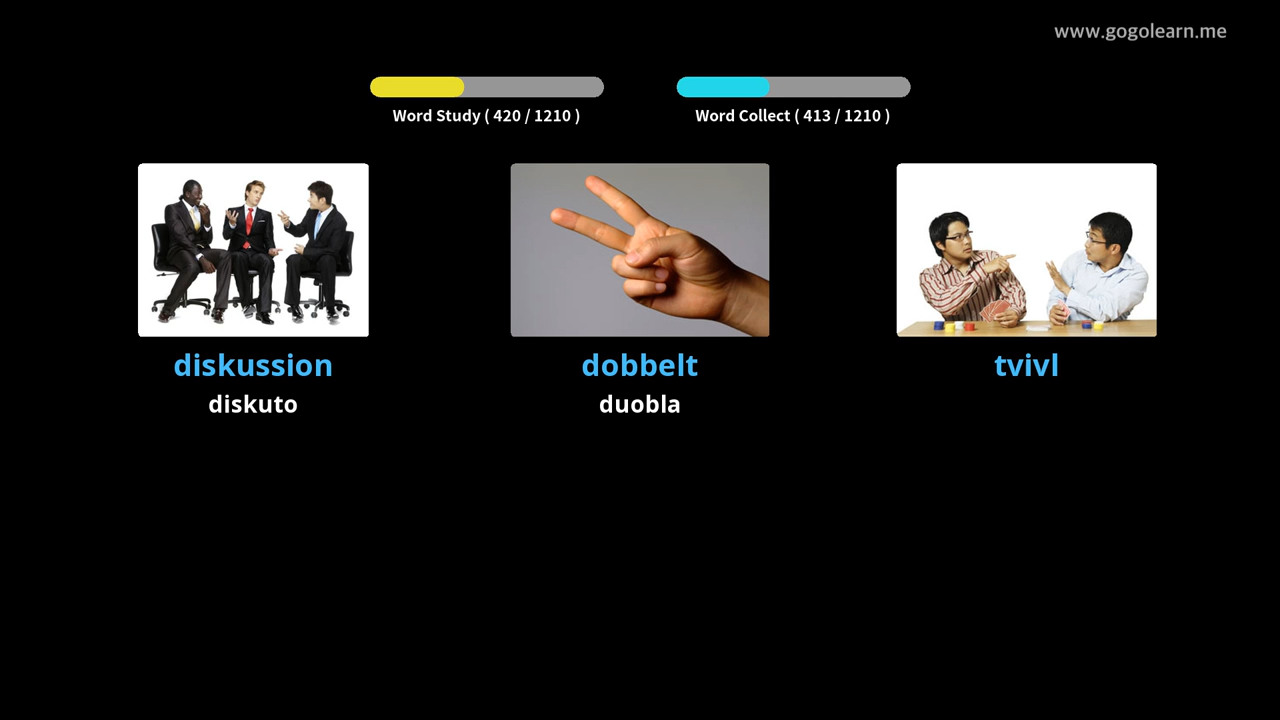 www.gogolearn.me
Word Study ( 420 / 1210 )
Word Collect ( 413 / 1210 )
diskussion
dobbelt
tvivl
diskuto
duobla